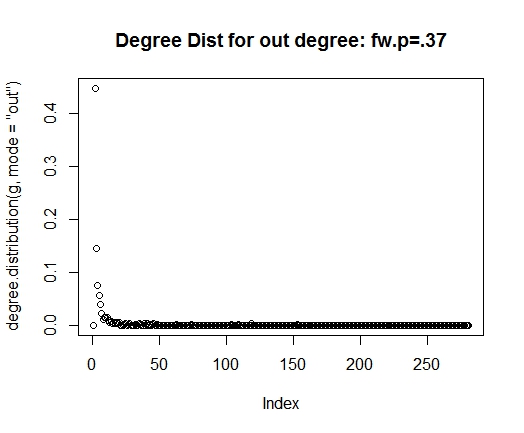 Degree Dist for out degree: fw.p=.37
degree.distribution(g, mode = "out")
0.4
0.3
0.2
0.1
0.0
0 50 100 150 200 250
Index